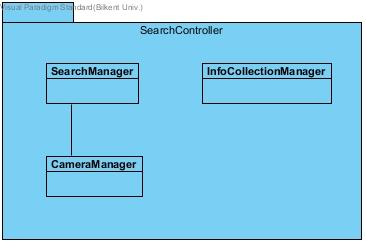 Visual Paradigm Standard(Bilkent Univ.)
SearchController
SearchManager
InfoCollectionManager
CameraManager